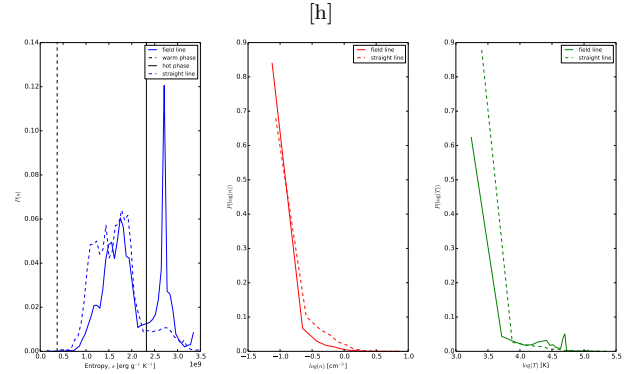 [h]
0.14
0.12
0.10
0.08
0.06
0.04
0.02
0.00
P(s)
0.0 0.5 1.0 1.5 2.0 2.5 3.0 3.5
1e9
Entropy, s [erg g⁻¹ K⁻¹]
field line
warm phase
hot phase
straight line
0.9
0.8
0.7
0.6
0.5
0.4
0.3
0.2
0.1
0.0
P(log(n))
−1.5 −1.0 −0.5 0.0 0.5 1.0
log(n) [cm⁻³]
field line
straight line
0.9
0.8
0.7
0.6
0.5
0.4
0.3
0.2
0.1
0.0
P(log(T))
3.0 3.5 4.0 4.5 5.0 5.5
log(T) [K]
field line
straight line